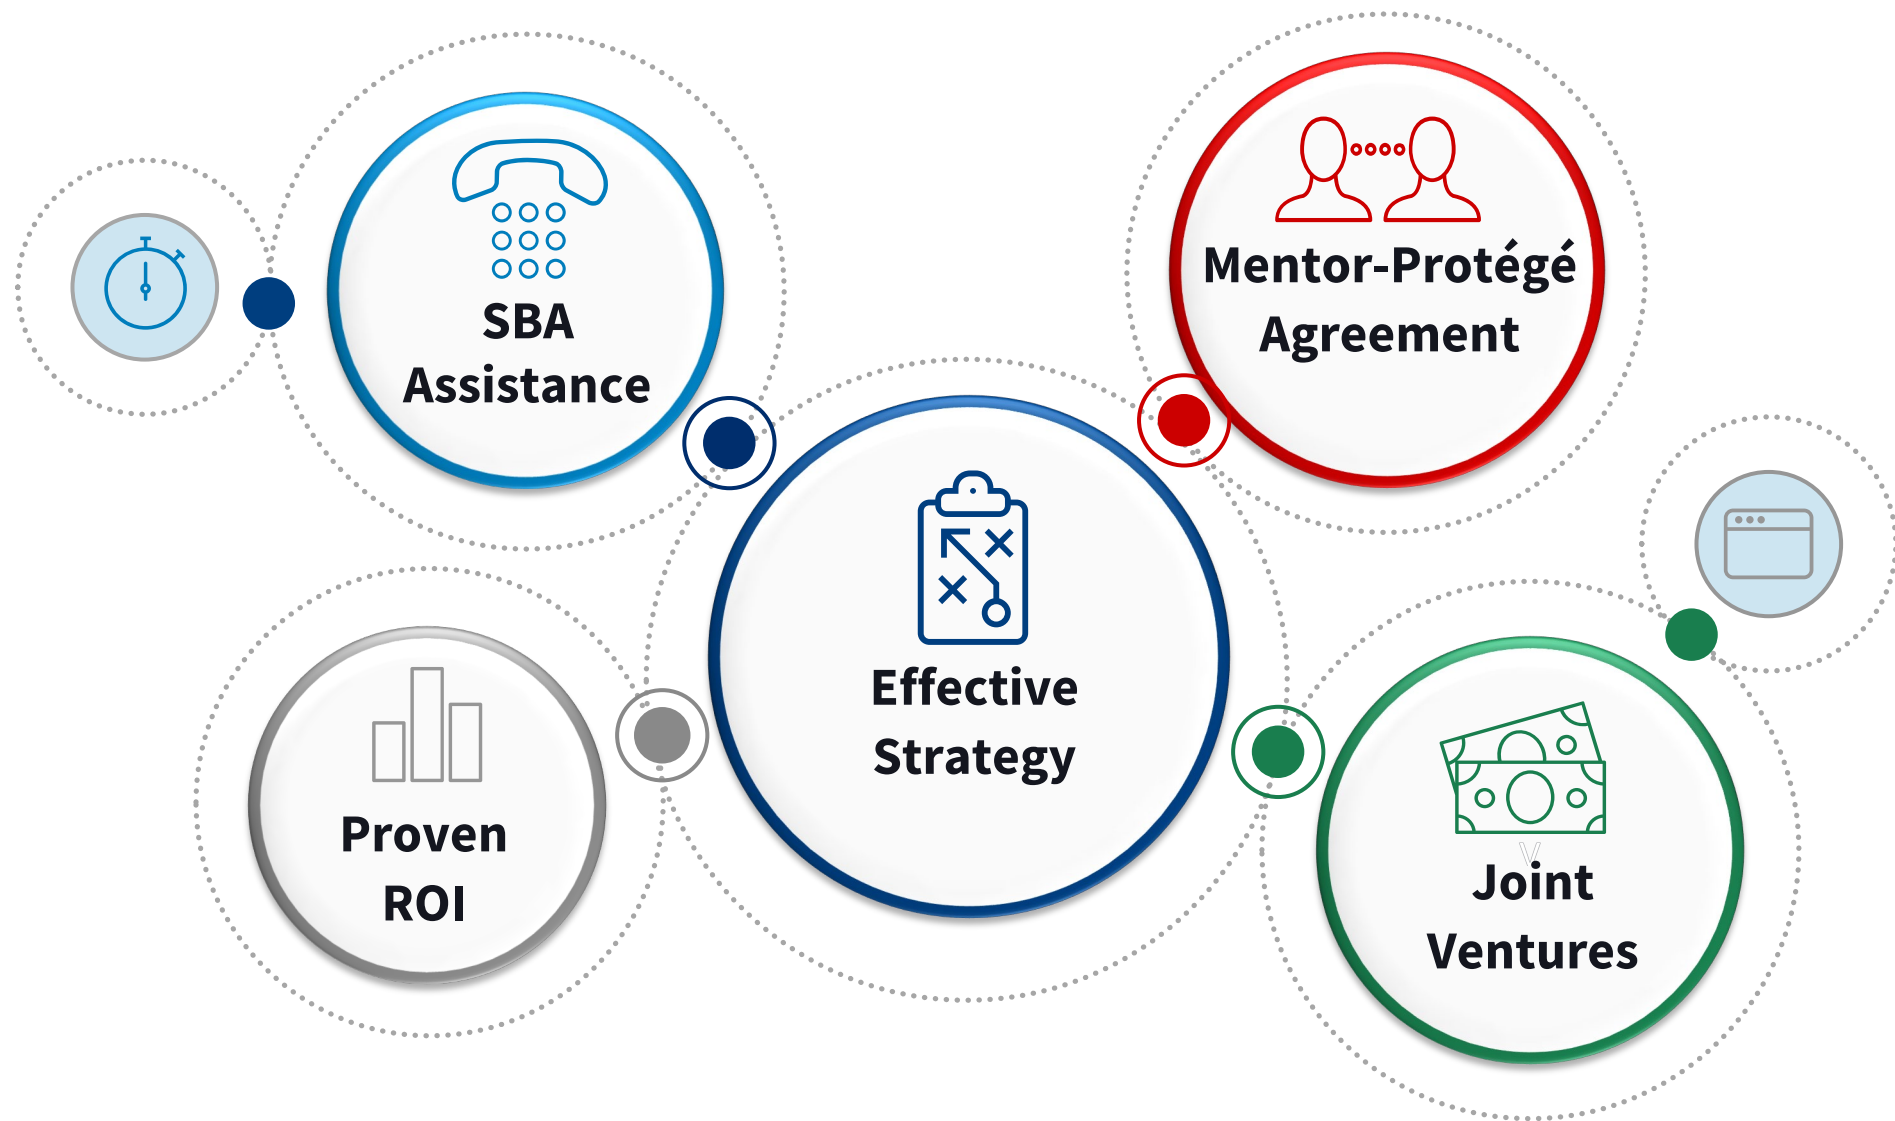 SBA
Assistance
Mentor-Protégé
Agreement
Effective
Strategy
Proven
ROI
V
Joint
Ventures